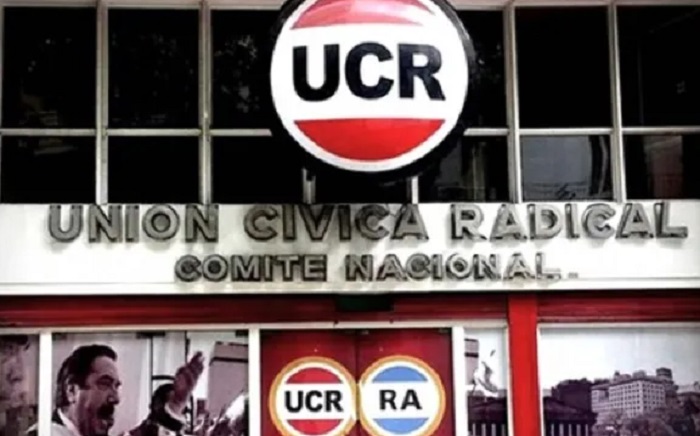 UCR
UNION CIVICA RADICAL
COMITE NACIONAL
UCR RA